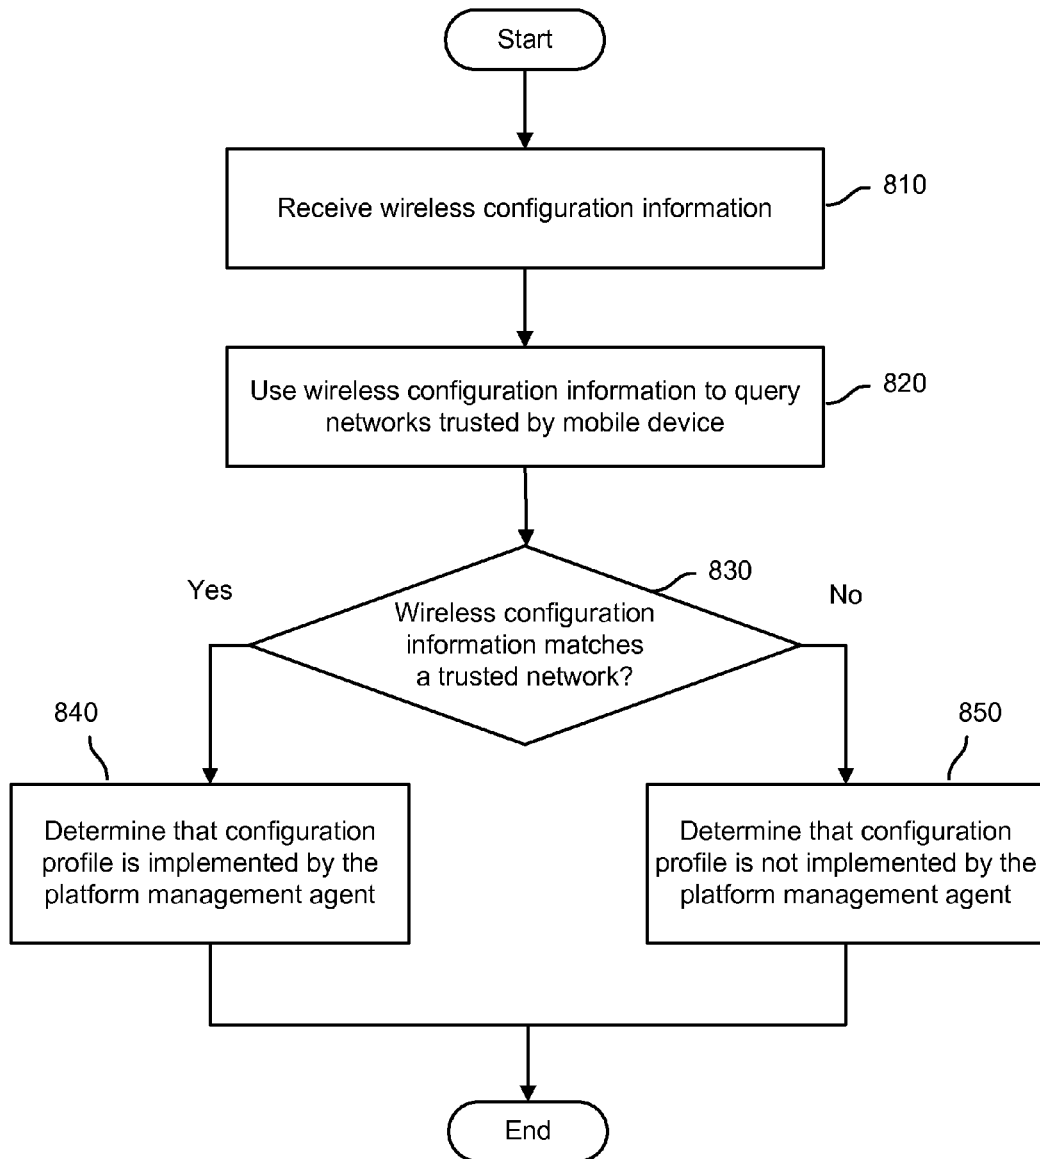 Start
Receive wireless configuration information
810
Use wireless configuration information to query
networks trusted by mobile device
820
830
Yes
No
Wireless configuration
information matches
a trusted network?
840
850
Determine that configuration
profile is implemented by the
platform management agent
Determine that configuration
profile is not implemented by the
platform management agent
End